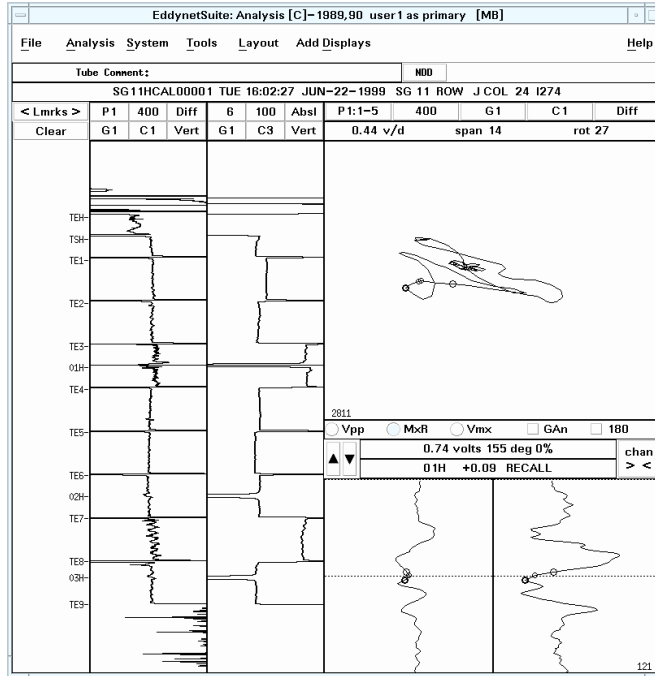 EddynetSuite: Analysis [C]-1989,90 user1 as primary [MB]
File Analysis System Tools Layout Add Displays Help
Tube Comment: NDD
SG11HCAL00001 TUE 16:02:27 JUN-22-1999 SG 11 ROW J COL 24 I274
< Lmrks > P1 400 Diff 6 100 Absl P1:1-5 400 G1 C1 Diff
Clear G1 C1 Vert G1 C3 Vert 0.44 v/d span 14 rot 27
TEH-
TSH-
TE1-
TE2-
TE3-
01H-
TE4-
TE5-
TE6-
02H-
TE7-
TE8-
03H-
TE9-
2811
Vpp MxR Vmx GAn 180
0.74 volts 155 deg 0% chan
01H +0.09 RECALL > <
121